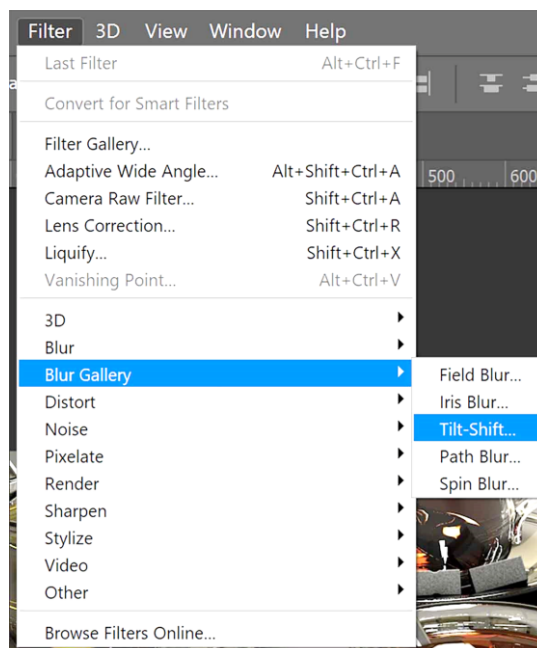 Filter 3D View Window Help
Last Filter Alt+Ctrl+F
Convert for Smart Filters
Filter Gallery...
Adaptive Wide Angle... Alt+Shift+Ctrl+A
Camera Raw Filter... Shift+Ctrl+A
Lens Correction... Shift+Ctrl+R
Liquify... Shift+Ctrl+X
Vanishing Point... Alt+Ctrl+V
500 600
3D
Blur
Blur Gallery
Distort
Noise
Pixelate
Render
Sharpen
Stylize
Video
Other
Browse Filters Online...
Field Blur...
Iris Blur...
Tilt-Shift...
Path Blur...
Spin Blur...